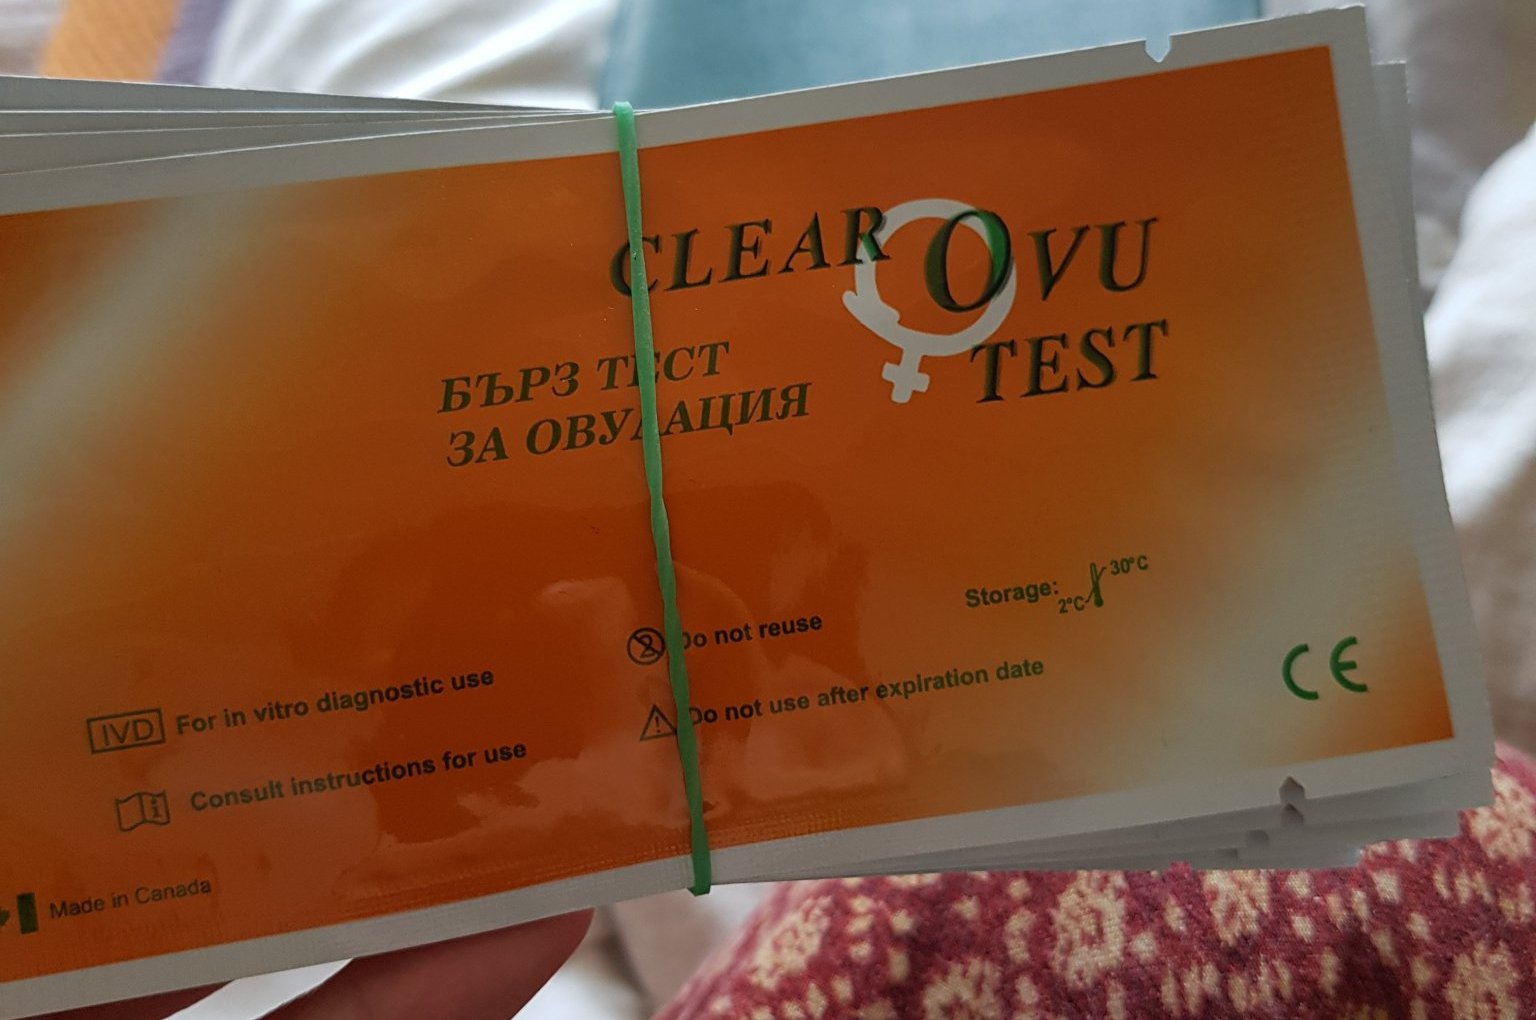 CLEAR OVU
TEST
БЪРЗ ТЕСТ
ЗА ОВУЛАЦИЯ
Storage: 2°C 30°C
Do not reuse
IVD For in vitro diagnostic use
Do not use after expiration date
CE
i Consult instructions for use
Made in Canada